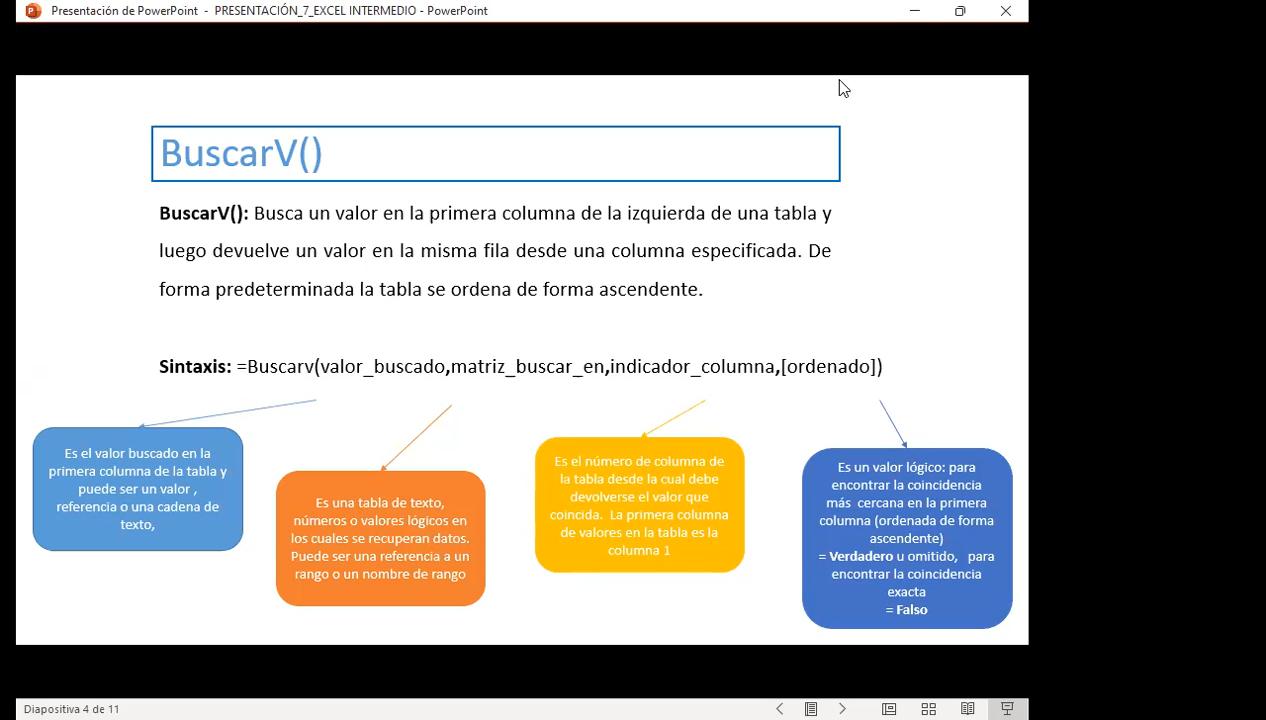 Presentación de PowerPoint - PRESENTACIÓN_7_EXCEL INTERMEDIO - PowerPoint
BuscarV()
BuscarV(): Busca un valor en la primera columna de la izquierda de una tabla y
luego devuelve un valor en la misma fila desde una columna especificada. De
forma predeterminada la tabla se ordena de forma ascendente.
Sintaxis: =Buscarv(valor_buscado,matriz_buscar_en,indicador_columna,[ordenado])
Es el valor buscado en la
primera columna de la tabla y
puede ser un valor ,
referencia o una cadena de
texto,
Es una tabla de texto,
números o valores lógicos en
los cuales se recuperan datos.
Puede ser una referencia a un
rango o un nombre de rango
Es el número de columna de
la tabla desde la cual debe
devolverse el valor que
coincida. La primera columna
de valores en la tabla es la
columna 1
Es un valor lógico: para
encontrar la coincidencia
más cercana en la primera
columna (ordenada de forma
ascendente)
= Verdadero u omitido, para
encontrar la coincidencia
exacta
= Falso
Diapositiva 4 de 11